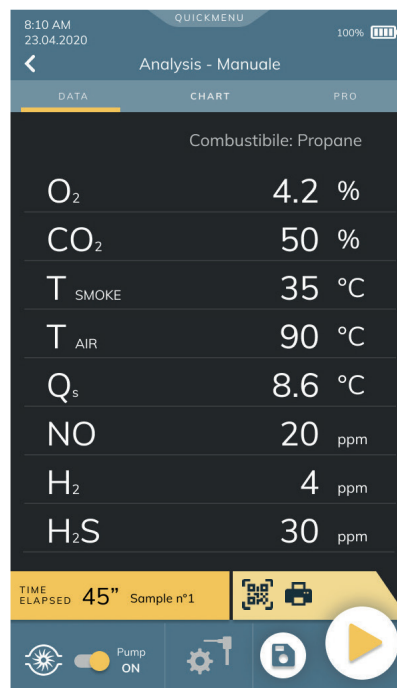 8:10 AM
QUICKMENU
100%
23.04.2020
Analysis - Manuale
DATA CHART PRO
Combustibile: Propane
O₂ 4.2 %
CO₂ 50 %
T SMOKE 35 °C
T AIR 90 °C
Qₛ 8.6 °C
NO 20 ppm
H₂ 4 ppm
H₂S 30 ppm
TIME ELAPSED 45” Sample n°1
Pump
ON